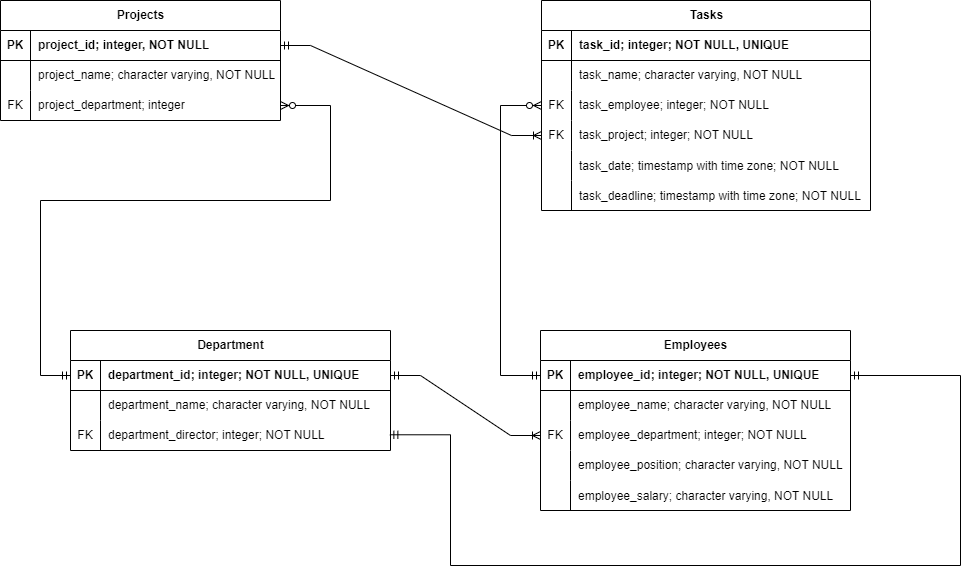 Projects
PK project_id; integer, NOT NULL
project_name; character varying, NOT NULL
FK project_department; integer
Tasks
PK task_id; integer; NOT NULL, UNIQUE
task_name; character varying, NOT NULL
FK task_employee; integer; NOT NULL
FK task_project; integer; NOT NULL
task_date; timestamp with time zone; NOT NULL
task_deadline; timestamp with time zone; NOT NULL
Department
PK department_id; integer; NOT NULL, UNIQUE
department_name; character varying, NOT NULL
FK department_director; integer; NOT NULL
Employees
PK employee_id; integer; NOT NULL, UNIQUE
employee_name; character varying, NOT NULL
FK employee_department; integer; NOT NULL
employee_position; character varying, NOT NULL
employee_salary; character varying, NOT NULL